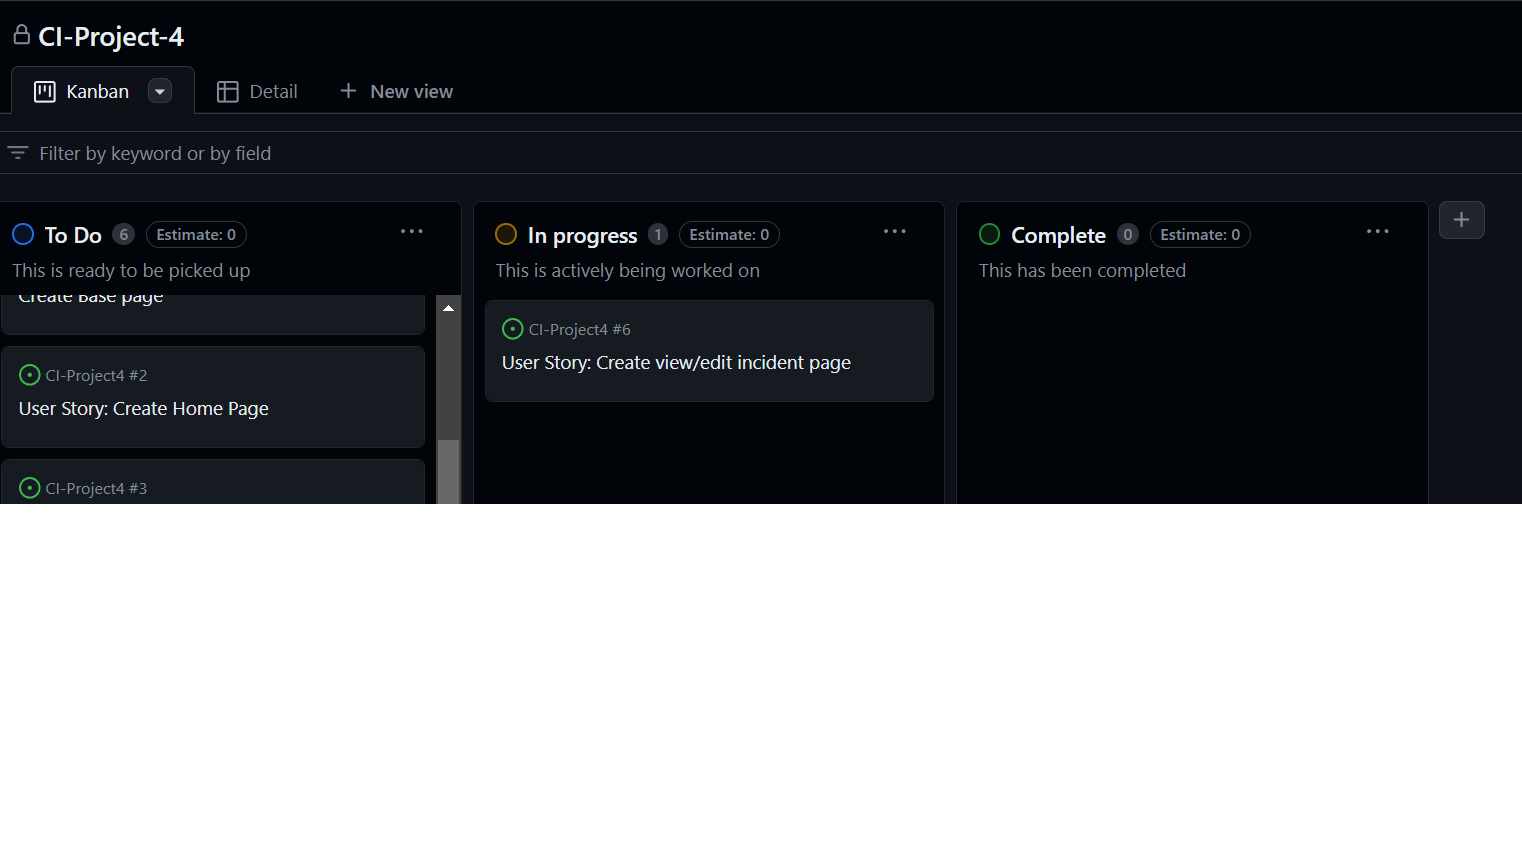 CI-Project-4
Kanban
Detail
New view
Filter by keyword or by field
To Do 6 Estimate: 0
This is ready to be picked up
Create Base page
CI-Project4 #2
User Story: Create Home Page
CI-Project4 #3
In progress 1 Estimate: 0
This is actively being worked on
CI-Project4 #6
User Story: Create view/edit incident page
Complete 0 Estimate: 0
This has been completed